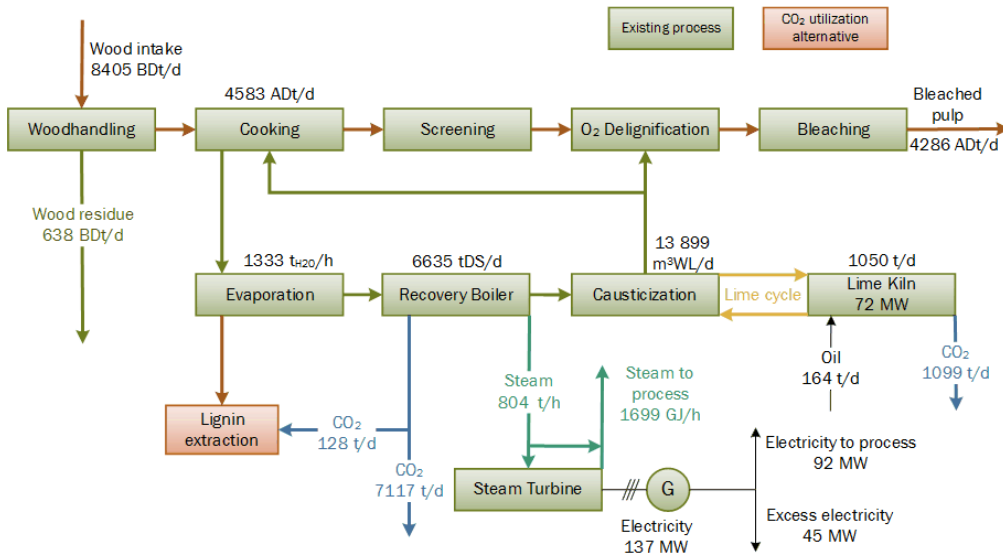 Existing process
CO₂ utilization
alternative
Wood intake
8405 BDt/d
4583 ADt/d
Bleached
pulp
4286 ADt/d
Woodhandling
Cooking
Screening
O₂ Delignification
Bleaching
Wood residue
638 BDt/d
1333 tH2O/h
6635 tDS/d
13 899
m³WL/d
1050 t/d
Evaporation
Recovery Boiler
Causticization
Lime cycle
Lime Kiln
72 MW
Oil
164 t/d
CO₂
1099 t/d
Steam
804 t/h
Steam to
process
1699 GJ/h
Lignin
extraction
CO₂
128 t/d
CO₂
7117 t/d
Steam Turbine
G
Electricity
137 MW
Electricity to process
92 MW
Excess electricity
45 MW